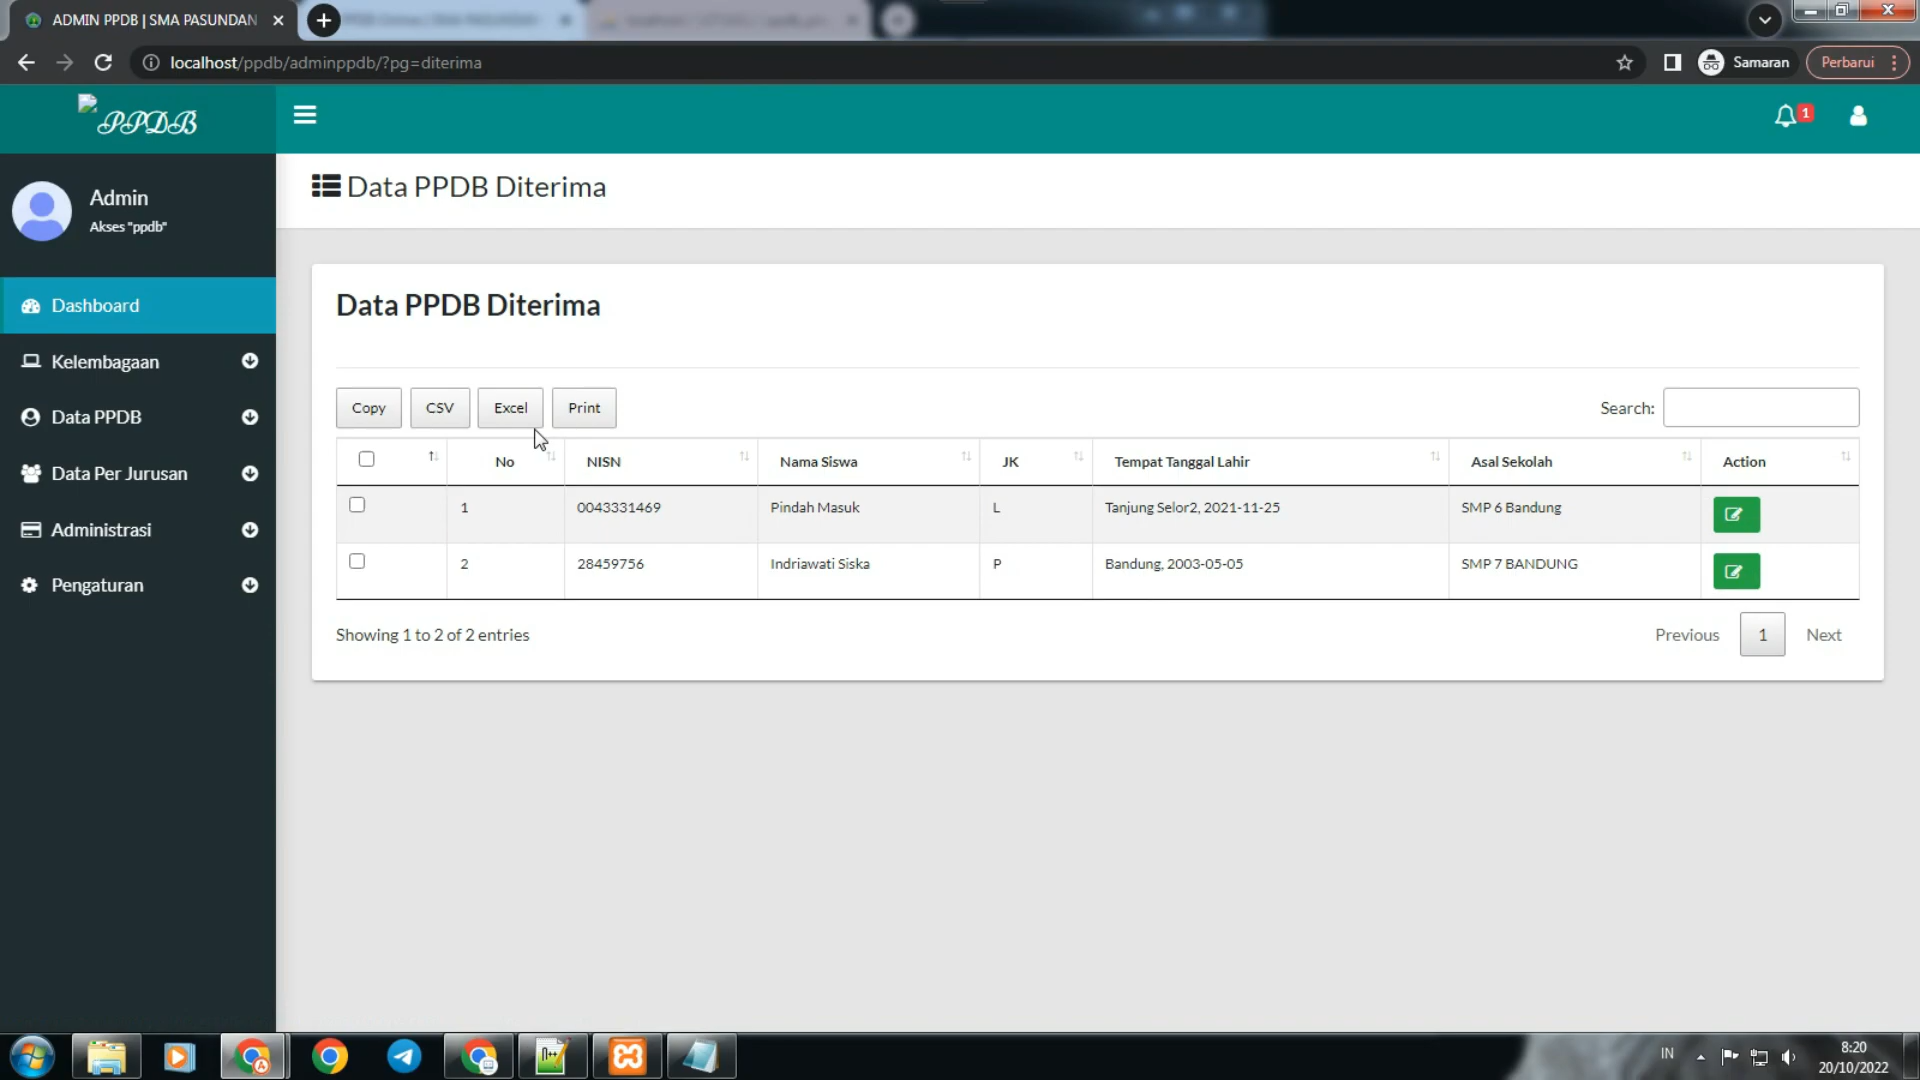 ADMIN PPDB | SMA PASUNDAN
localhost/ppdb/adminppdb/?pg=diterima
Samaran
Perbarui
PPDB
1
Data PPDB Diterima
Admin
Akses "ppdb"
Dashboard
Kelembagaan
Data PPDB
Data Per Jurusan
Administrasi
Pengaturan
Data PPDB Diterima
Copy CSV Excel Print Search:
No NISN Nama Siswa JK Tempat Tanggal Lahir Asal Sekolah Action
1 0043331469 Pindah Masuk L Tanjung Selor2, 2021-11-25 SMP 6 Bandung
2 28459756 Indriawati Siska P Bandung, 2003-05-05 SMP 7 BANDUNG
Showing 1 to 2 of 2 entries
Previous 1 Next
IN
8:20
20/10/2022